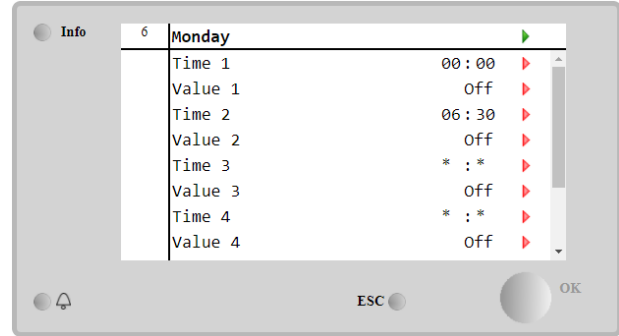 Info
6 Monday
Time 1 00:00
Value 1 Off
Time 2 06:30
Value 2 Off
Time 3 * :*
Value 3 Off
Time 4 * :*
Value 4 Off
ESC OK